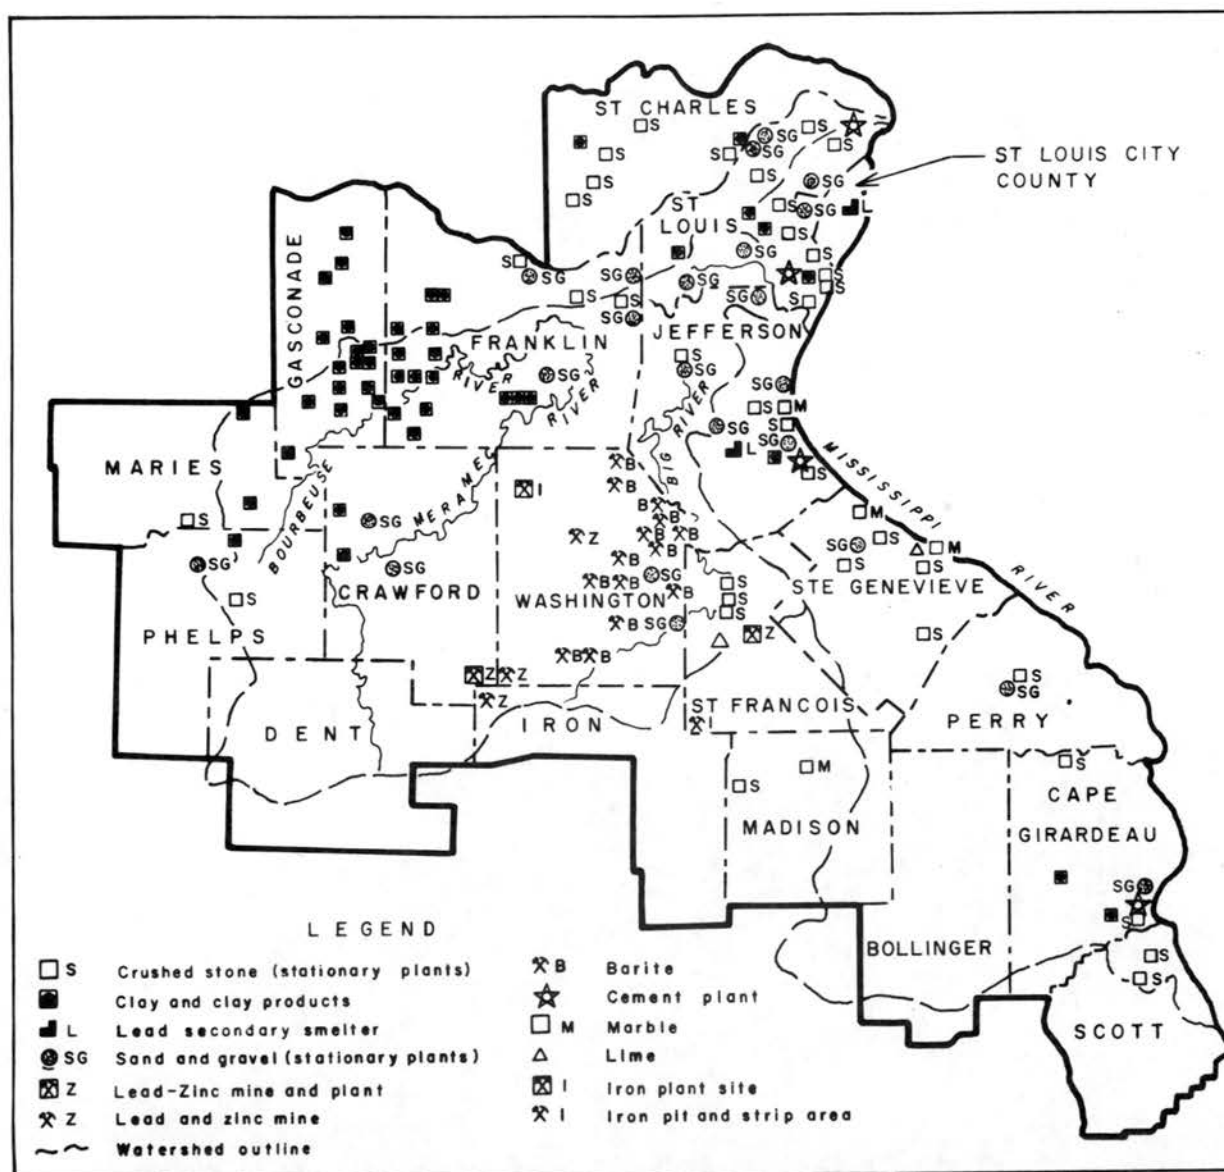 ST CHARLES
ST LOUIS CITY
COUNTY
ST
LOUIS
GASCONADE
FRANKLIN
JEFFERSON
RIVER
RIVER
RIVER
BIG
MARIES
BOURBEUSE
MERAMEC
MISSISSIPPI
RIVER
CRAWFORD
WASHINGTON
STE GENEVIEVE
PHELPS
DENT
IRON
ST FRANCOIS
PERRY
MADISON
CAPE
GIRARDEAU
BOLLINGER
SCOTT
LEGEND
S Crushed stone (stationary plants)
Clay and clay products
L Lead secondary smelter
SG Sand and gravel (stationary plants)
Z Lead-Zinc mine and plant
Z Lead and zinc mine
Watershed outline
B Barite
Cement plant
M Marble
Lime
I Iron plant site
I Iron pit and strip area